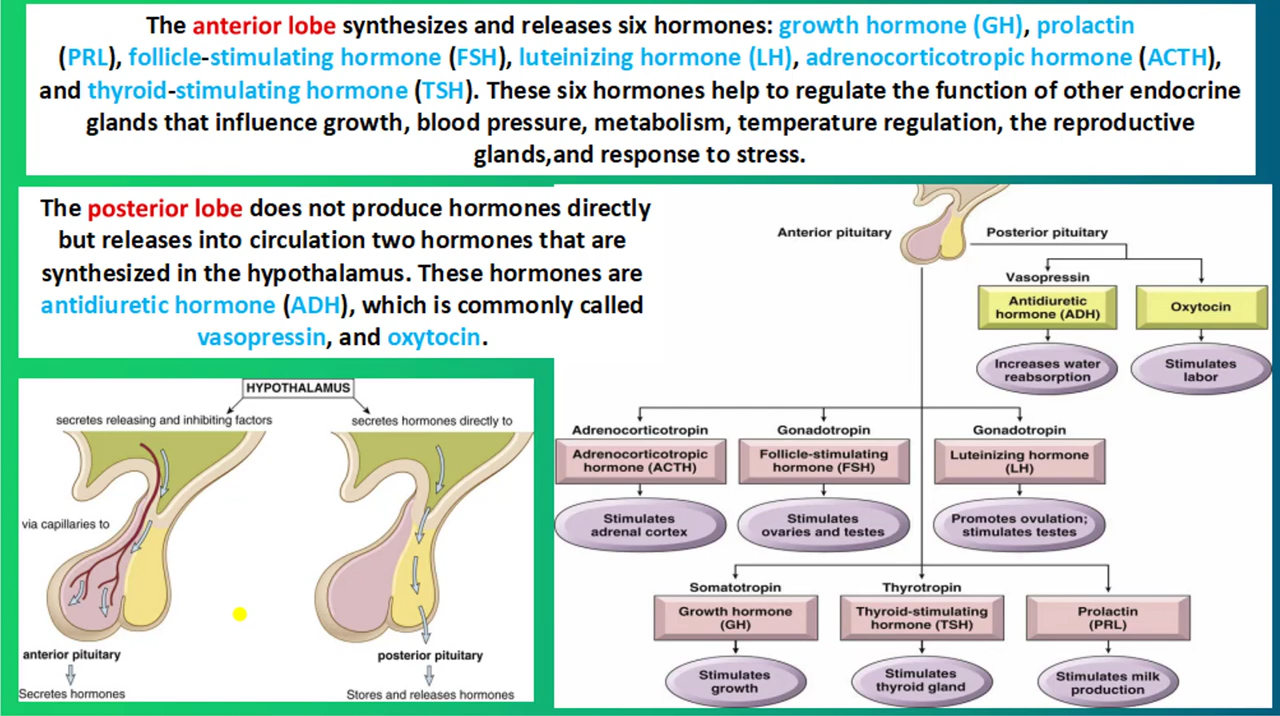 The anterior lobe synthesizes and releases six hormones: growth hormone (GH), prolactin
(PRL), follicle-stimulating hormone (FSH), luteinizing hormone (LH), adrenocorticotropic hormone (ACTH),
and thyroid-stimulating hormone (TSH). These six hormones help to regulate the function of other endocrine
glands that influence growth, blood pressure, metabolism, temperature regulation, the reproductive
glands,and response to stress.
The posterior lobe does not produce hormones directly
but releases into circulation two hormones that are
synthesized in the hypothalamus. These hormones are
antidiuretic hormone (ADH), which is commonly called
vasopressin, and oxytocin.
HYPOTHALAMUS
secretes releasing and inhibiting factors
secretes hormones directly to
via capillaries to
anterior pituitary
posterior pituitary
Secretes hormones
Stores and releases hormones
Anterior pituitary
Posterior pituitary
Vasopressin
Antidiuretic
hormone (ADH)
Oxytocin
Increases water
reabsorption
Stimulates
labor
Adrenocorticotropin
Gonadotropin
Gonadotropin
Adrenocorticotropic
hormone (ACTH)
Follicle-stimulating
hormone (FSH)
Luteinizing hormone
(LH)
Stimulates
adrenal cortex
Stimulates
ovaries and testes
Promotes ovulation;
stimulates testes
Somatotropin
Thyrotropin
Growth hormone
(GH)
Thyroid-stimulating
hormone (TSH)
Prolactin
(PRL)
Stimulates
growth
Stimulates
thyroid gland
Stimulates milk
production